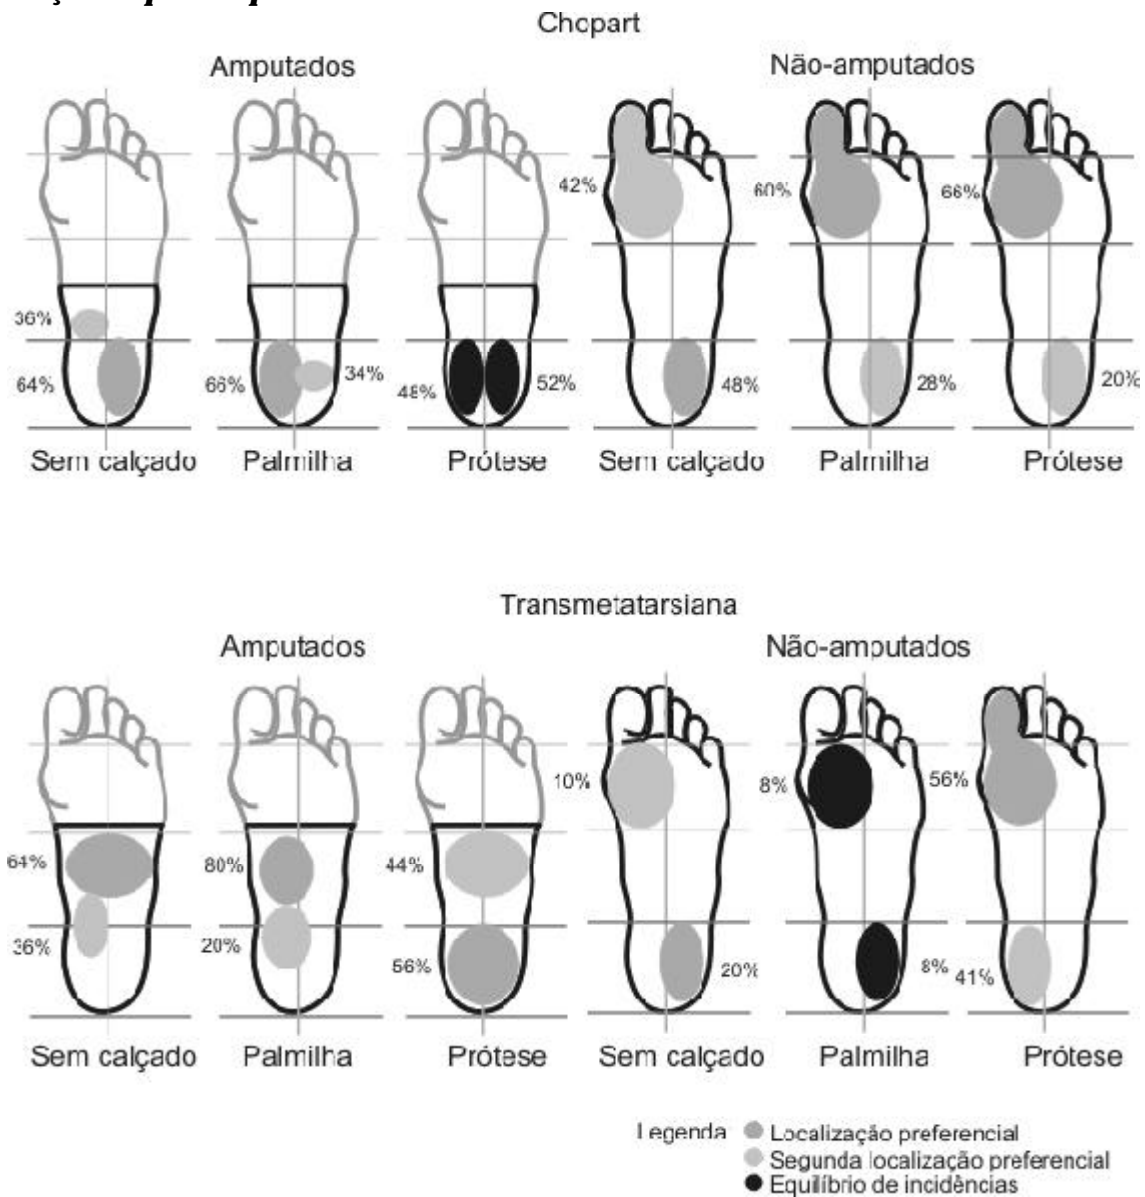 Chopart
Amputados Não-amputados
42% 60% 66%
36%
64% 66% 34% 48% 52% 48% 28% 20%
Sem calçado Palmilha Prótese Sem calçado Palmilha Prótese
Transmetatarsiana
Amputados Não-amputados
10% 8% 56%
64% 80% 44%
36% 20% 56% 20% 8% 41%
Sem calçado Palmilha Prótese Sem calçado Palmilha Prótese
Legenda Localização preferencial
Segunda localização preferencial
Equilíbrio de incidências